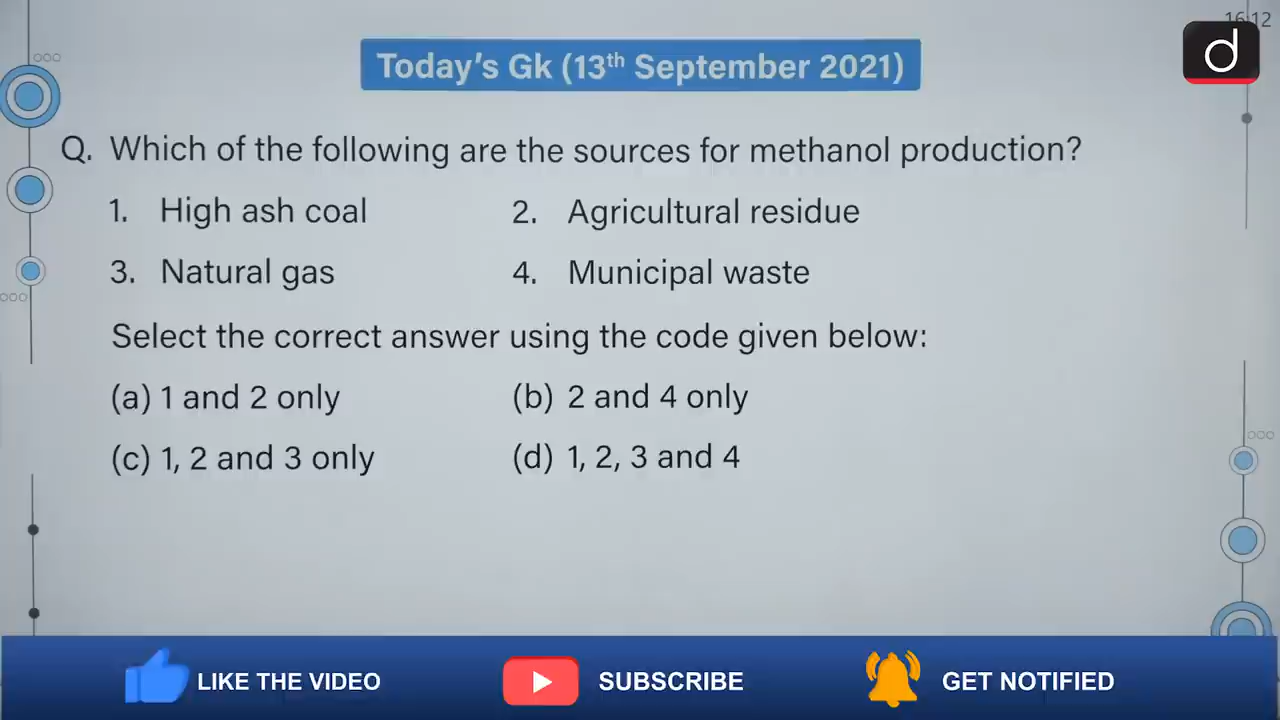 16:12
d
Today's Gk (13th September 2021)
Q. Which of the following are the sources for methanol production?
1. High ash coal 2. Agricultural residue
3. Natural gas 4. Municipal waste
Select the correct answer using the code given below:
(a) 1 and 2 only (b) 2 and 4 only
(c) 1, 2 and 3 only (d) 1, 2, 3 and 4
LIKE THE VIDEO SUBSCRIBE GET NOTIFIED